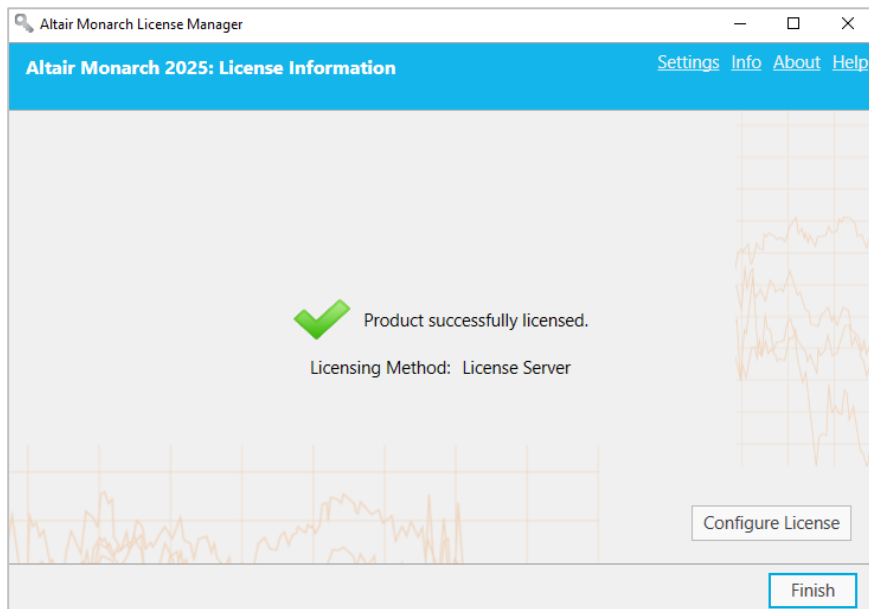 Altair Monarch License Manager
Altair Monarch 2025: License Information
Settings Info About Help
Product successfully licensed.
Licensing Method: License Server
Configure License
Finish